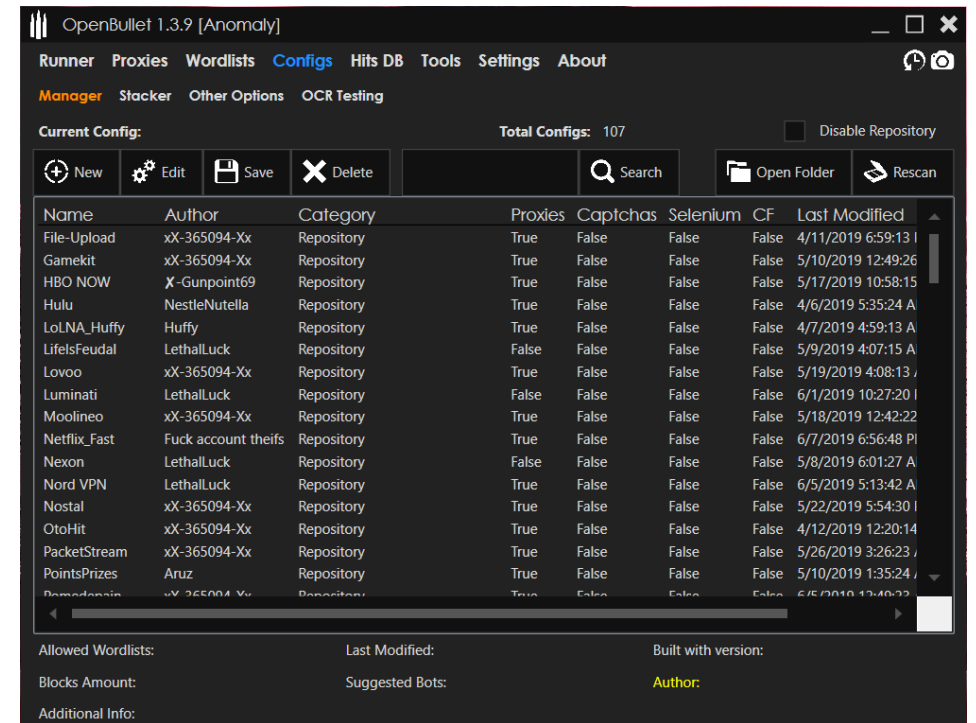 OpenBullet 1.3.9 [Anomaly]
Runner Proxies Wordlists Configs Hits DB Tools Settings About
Manager Stacker Other Options OCR Testing
Current Config: Total Configs: 107 Disable Repository
New Edit Save Delete Search Open Folder Rescan
Name Author Category Proxies Captchas Selenium CF Last Modified
File-Upload xX-365094-Xx Repository True False False False 4/11/2019 6:59:13
Gamekit xX-365094-Xx Repository True False False False 5/10/2019 12:49:26
HBO NOW ✘-Gunpoint69 Repository True False False False 5/17/2019 10:58:15
Hulu NestleNutella Repository True False False False 4/6/2019 5:35:24 A
LoLNA_Huffy Huffy Repository True False False False 4/7/2019 4:59:13 A
LifeIsFeudal LethalLuck Repository False False False False 5/9/2019 4:07:15 A
Lovoo xX-365094-Xx Repository True False False False 5/19/2019 4:08:13
Luminati LethalLuck Repository False False False False 6/1/2019 10:27:20
Moolineo xX-365094-Xx Repository True False False False 5/18/2019 12:42:22
Netflix_Fast Fuck account theifs Repository True False False False 6/7/2019 6:56:48 P
Nexon LethalLuck Repository False False False False 5/8/2019 6:01:27 A
Nord VPN LethalLuck Repository True False False False 6/5/2019 5:13:42 A
Nostal xX-365094-Xx Repository True False False False 5/22/2019 5:54:30
OtoHit xX-365094-Xx Repository True False False False 4/12/2019 12:20:14
PacketStream xX-365094-Xx Repository True False False False 5/26/2019 3:26:23
PointsPrizes Aruz Repository True False False False 5/10/2019 1:35:24
Pomedepain xX-365094-Xx Repository True False False False 6/5/2019 12:49:23
Allowed Wordlists: Last Modified: Built with version:
Blocks Amount: Suggested Bots: Author:
Additional Info: